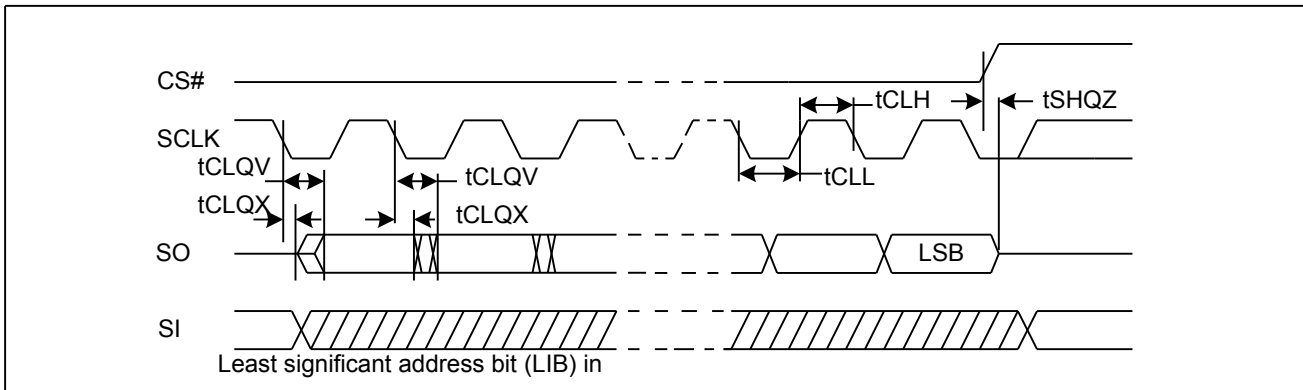 CS#
tCLH
tSHQZ
SCLK
tCLQV
tCLQV
tCLL
tCLQX
tCLQX
SO
LSB
SI
Least significant address bit (LIB) in